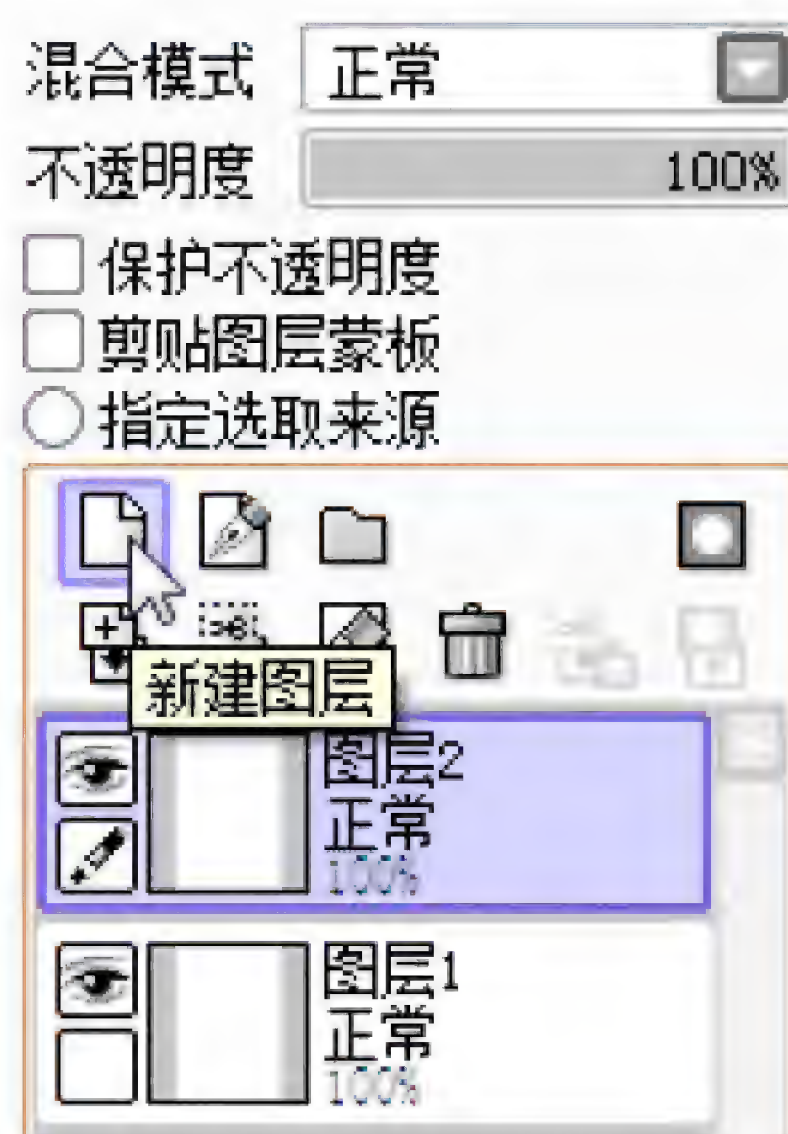 混合模式 正常
不透明度 100%
保护不透明度
剪贴图层蒙板
指定选取来源
新建图层
图层2
正常
100%
图层1
正常
100%